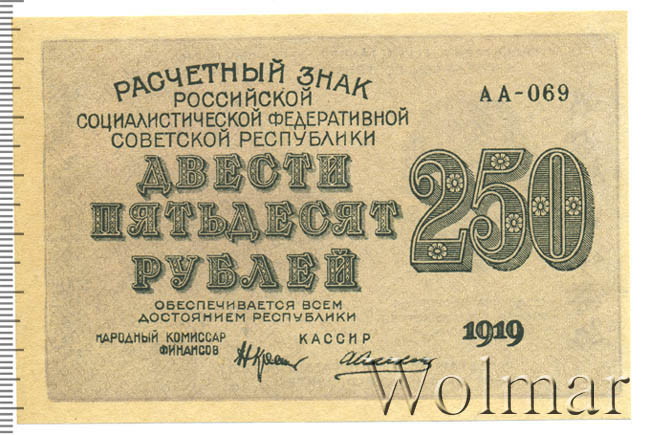 РАСЧЕТНЫЙ ЗНАК
РОССИЙСКОЙ
СОЦИАЛИСТИЧЕСКОЙ ФЕДЕРАТИВНОЙ
СОВЕТСКОЙ РЕСПУБЛИКИ
АА-069
ДВЕСТИ
ПЯТЬДЕСЯТ
РУБЛЕЙ
250
ОБЕСПЕЧИВАЕТСЯ ВСЕМ
ДОСТОЯНИЕМ РЕСПУБЛИКИ
НАРОДНЫЙ КОМИССАР
ФИНАНСОВ
КАССИР
1919
Wolmar